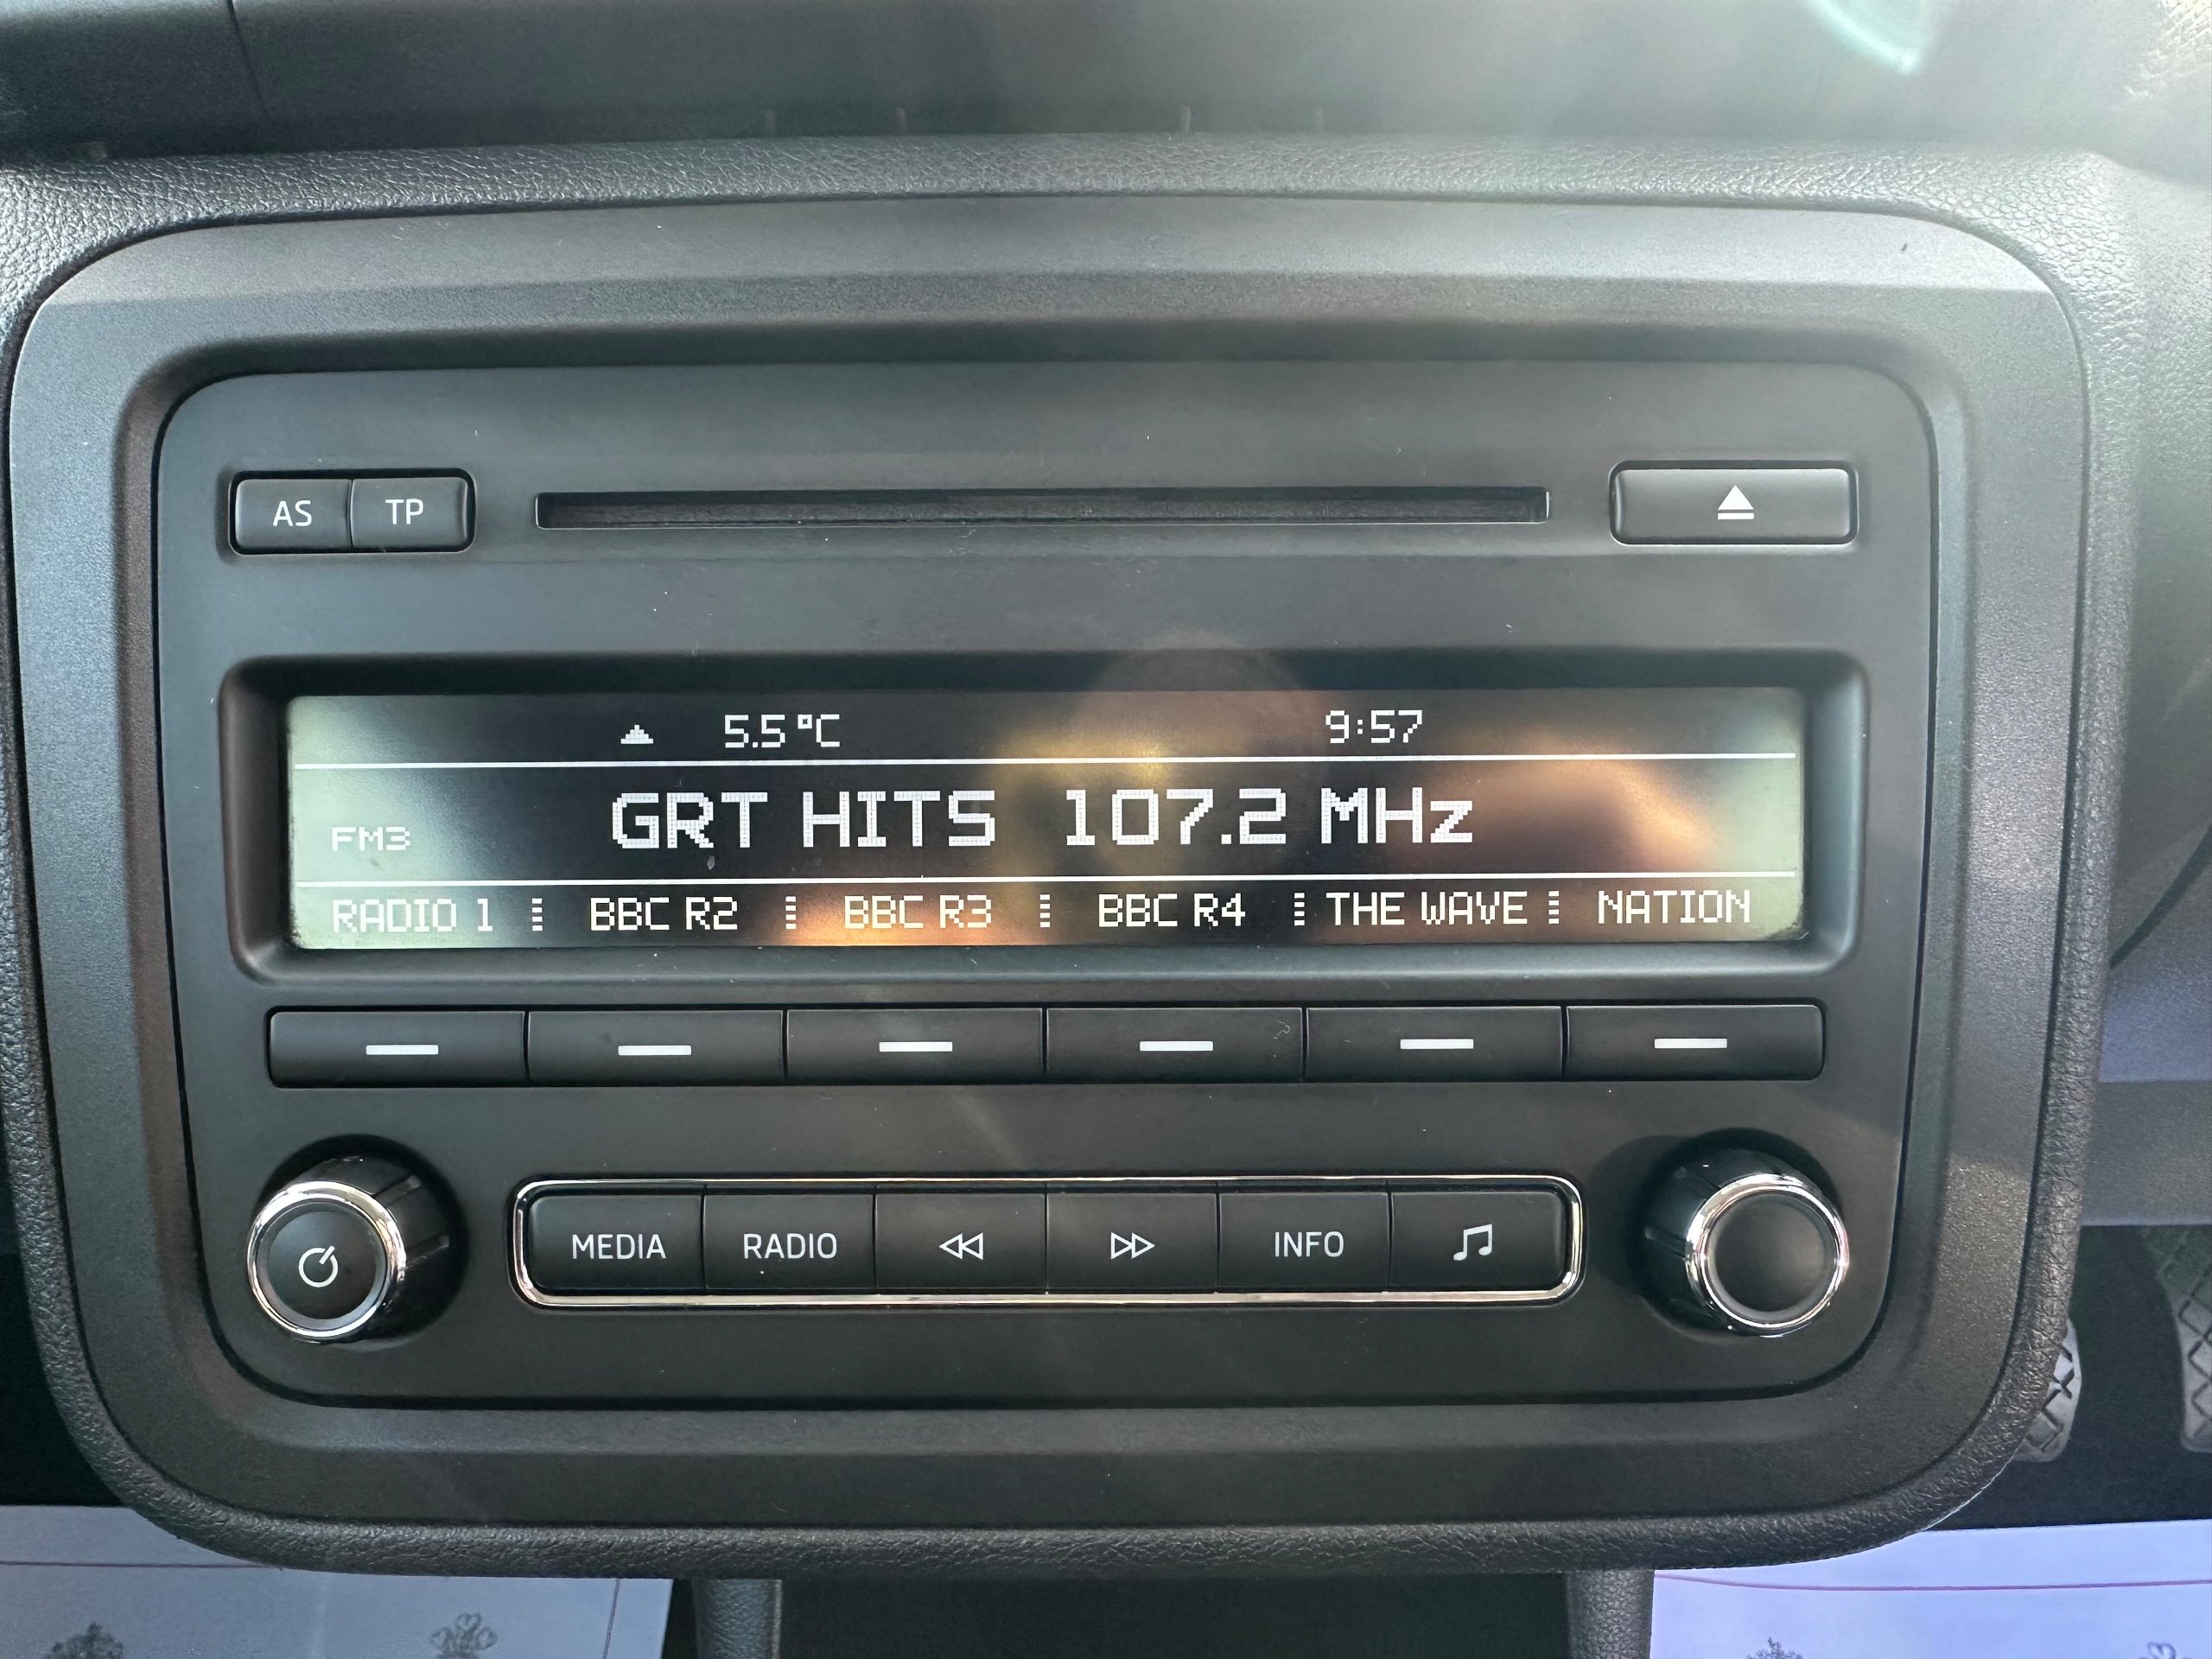 AS TP
5.5°C 9:57
FM3 GRT HITS 107.2 MHz
RADIO 1 BBC R2 BBC R3 BBC R4 THE WAVE NATION
MEDIA RADIO INFO